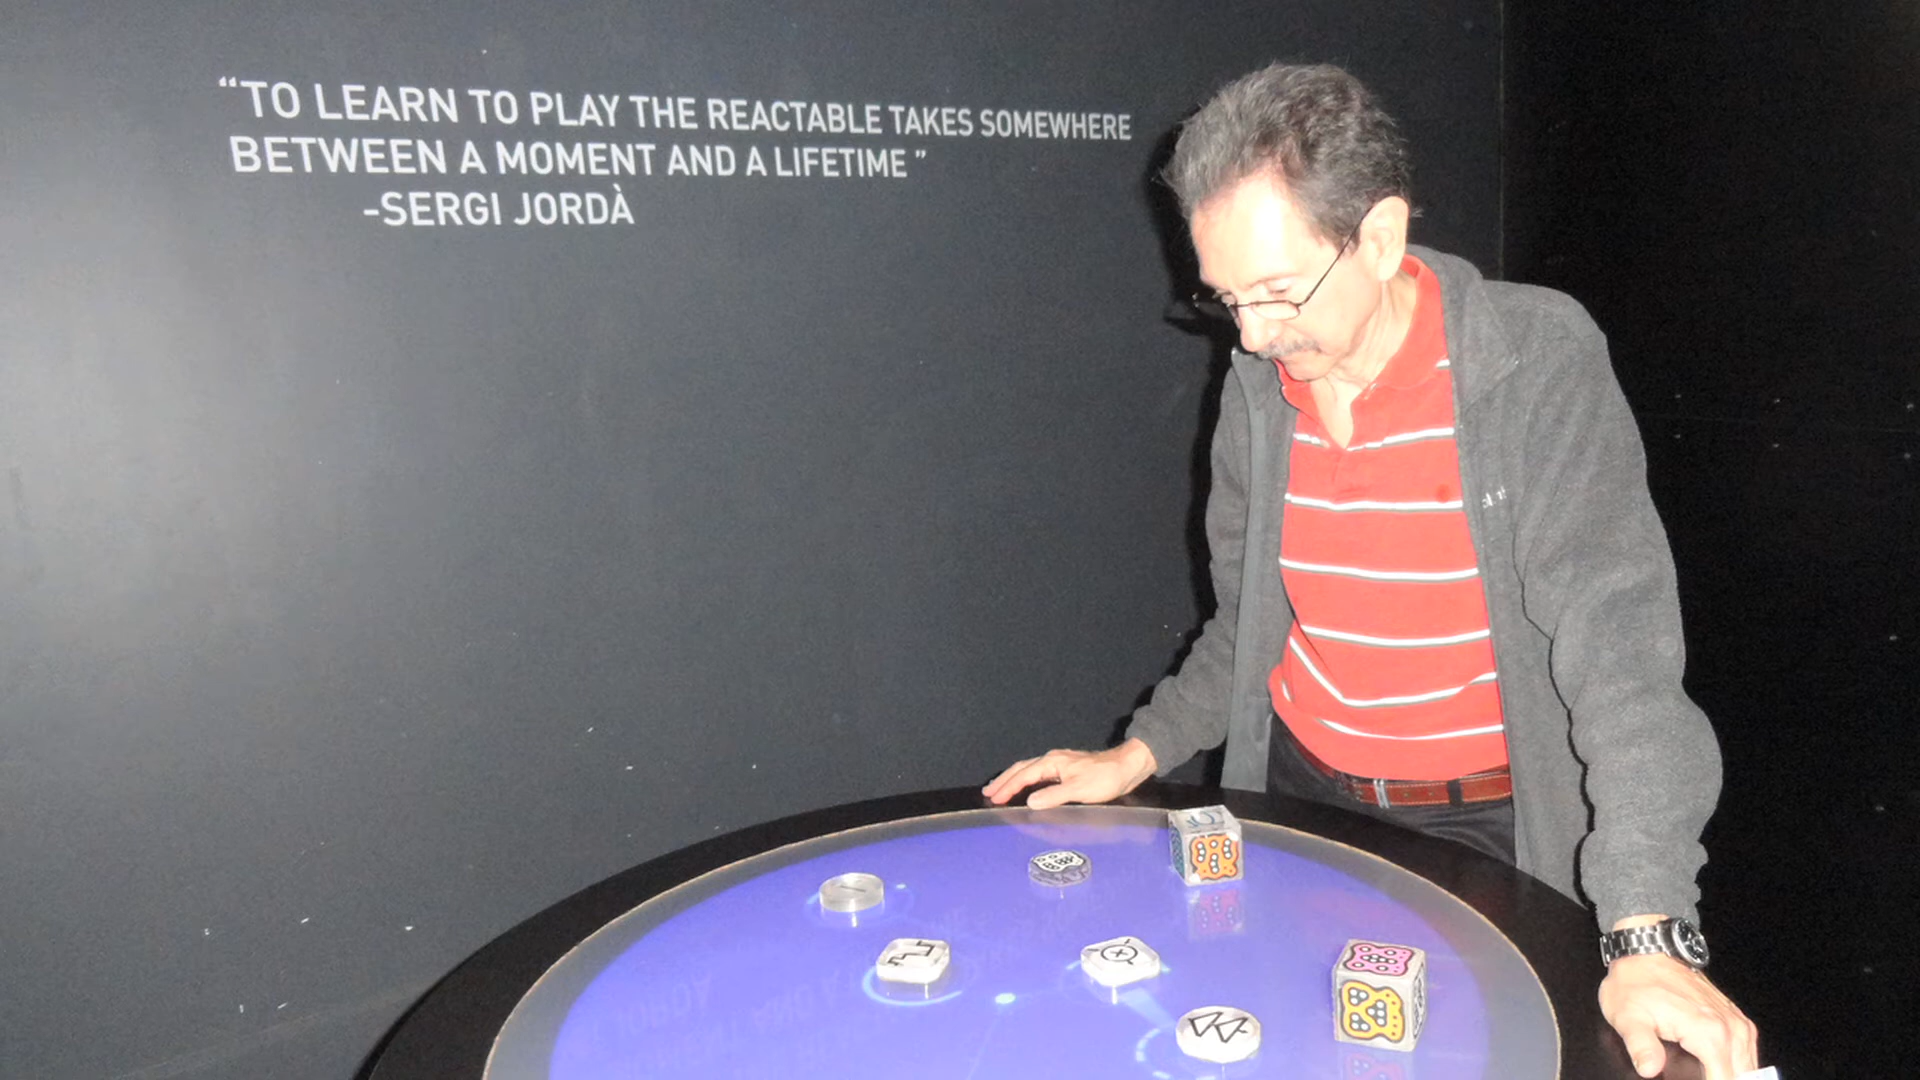 “TO LEARN TO PLAY THE REACTABLE TAKES SOMEWHERE
BETWEEN A MOMENT AND A LIFETIME ”
-SERGI JORDÀ